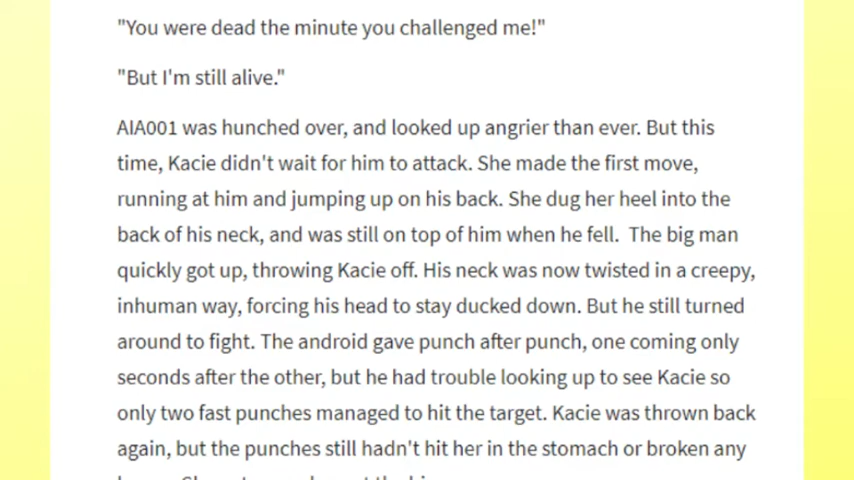 "You were dead the minute you challenged me!"
"But I'm still alive."
AIA001 was hunched over, and looked up angrier than ever. But this
time, Kacie didn't wait for him to attack. She made the first move,
running at him and jumping up on his back. She dug her heel into the
back of his neck, and was still on top of him when he fell.  The big man
quickly got up, throwing Kacie off. His neck was now twisted in a creepy,
inhuman way, forcing his head to stay ducked down. But he still turned
around to fight. The android gave punch after punch, one coming only
seconds after the other, but he had trouble looking up to see Kacie so
only two fast punches managed to hit the target. Kacie was thrown back
again, but the punches still hadn't hit her in the stomach or broken any